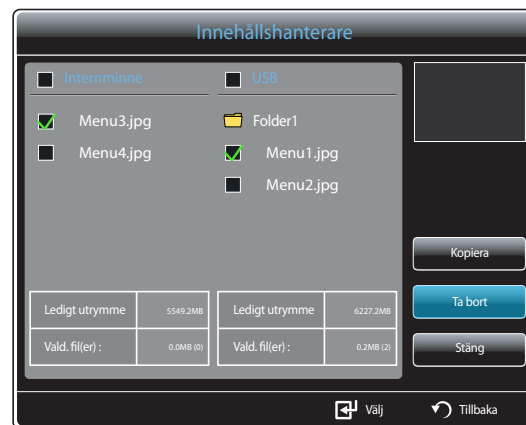 Innehållshanterare
Internminne
USB
Menu3.jpg
Menu4.jpg
Folder1
Menu1.jpg
Menu2.jpg
Ledigt utrymme 5549.2MB
Vald. fil(er) : 0.0MB (0)
Ledigt utrymme 6227.2MB
Vald. fil(er) : 0.2MB (2)
Kopiera
Ta bort
Stäng
Välj
Tillbaka